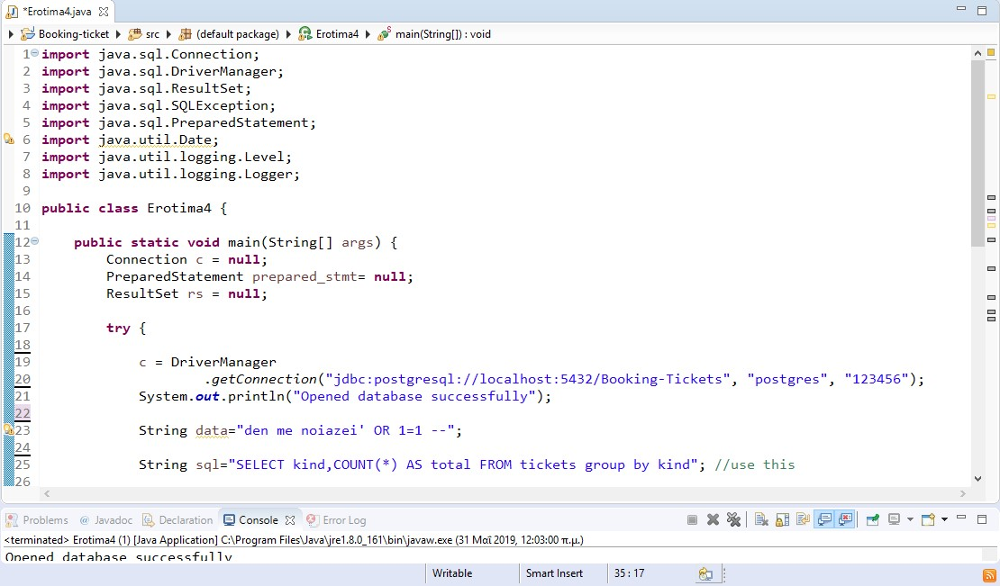 *Erotima4.java
Booking-ticket src (default package) Erotima4 main(String[]) : void
1 import java.sql.Connection;
2 import java.sql.DriverManager;
3 import java.sql.ResultSet;
4 import java.sql.SQLException;
5 import java.sql.PreparedStatement;
6 import java.util.Date;
7 import java.util.logging.Level;
8 import java.util.logging.Logger;
9
10 public class Erotima4 {
11
12 public static void main(String[] args) {
13 Connection c = null;
14 PreparedStatement prepared_stmt= null;
15 ResultSet rs = null;
16
17 try {
18
19 c = DriverManager
20 .getConnection("jdbc:postgresql://localhost:5432/Booking-Tickets", "postgres", "123456");
21 System.out.println("Opened database successfully");
22
23 String data="den me noiazei' OR 1=1 --";
24
25 String sql="SELECT kind,COUNT(*) AS total FROM tickets group by kind"; //use this
26
Problems @ Javadoc Declaration Console Error Log
<terminated> Erotima4 (1) [Java Application] C:\Program Files\Java\jre1.8.0_161\bin\javaw.exe (31 Μαΐ 2019, 12:03:00 π.μ.)
Opened database successfully
Writable Smart Insert 35 : 17